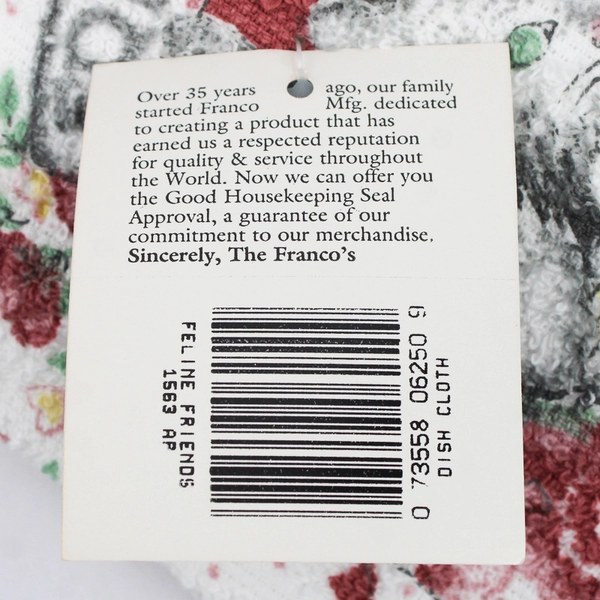 Over 35 years ago, our family
started Franco Mfg. dedicated
to creating a product that has
earned us a respected reputation
for quality & service throughout
the World. Now we can offer you
the Good Housekeeping Seal
Approval, a guarantee of our
commitment to our merchandise.
Sincerely, The Franco's
FELINE FRIENDS
1563 AP
0 73558 06250 9
DISH CLOTH